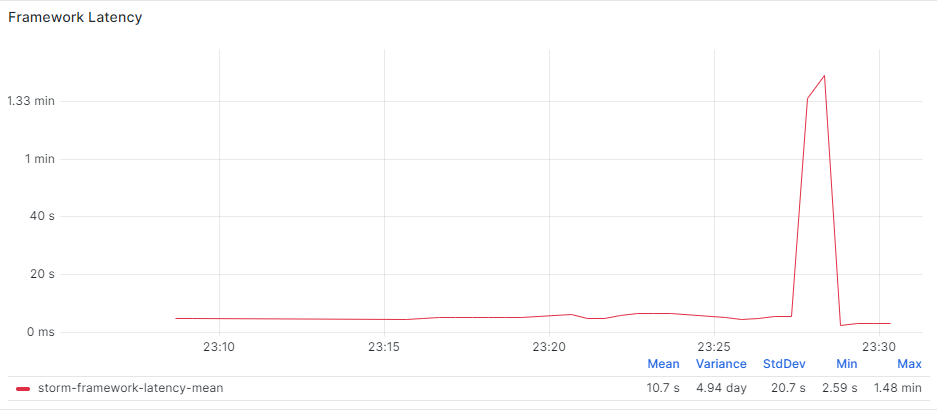 Framework Latency
1.33 min
1 min
40 s
20 s
0 ms
23:10 23:15 23:20 23:25 23:30
Mean Variance StdDev Min Max
storm-framework-latency-mean 10.7 s 4.94 day 20.7 s 2.59 s 1.48 min